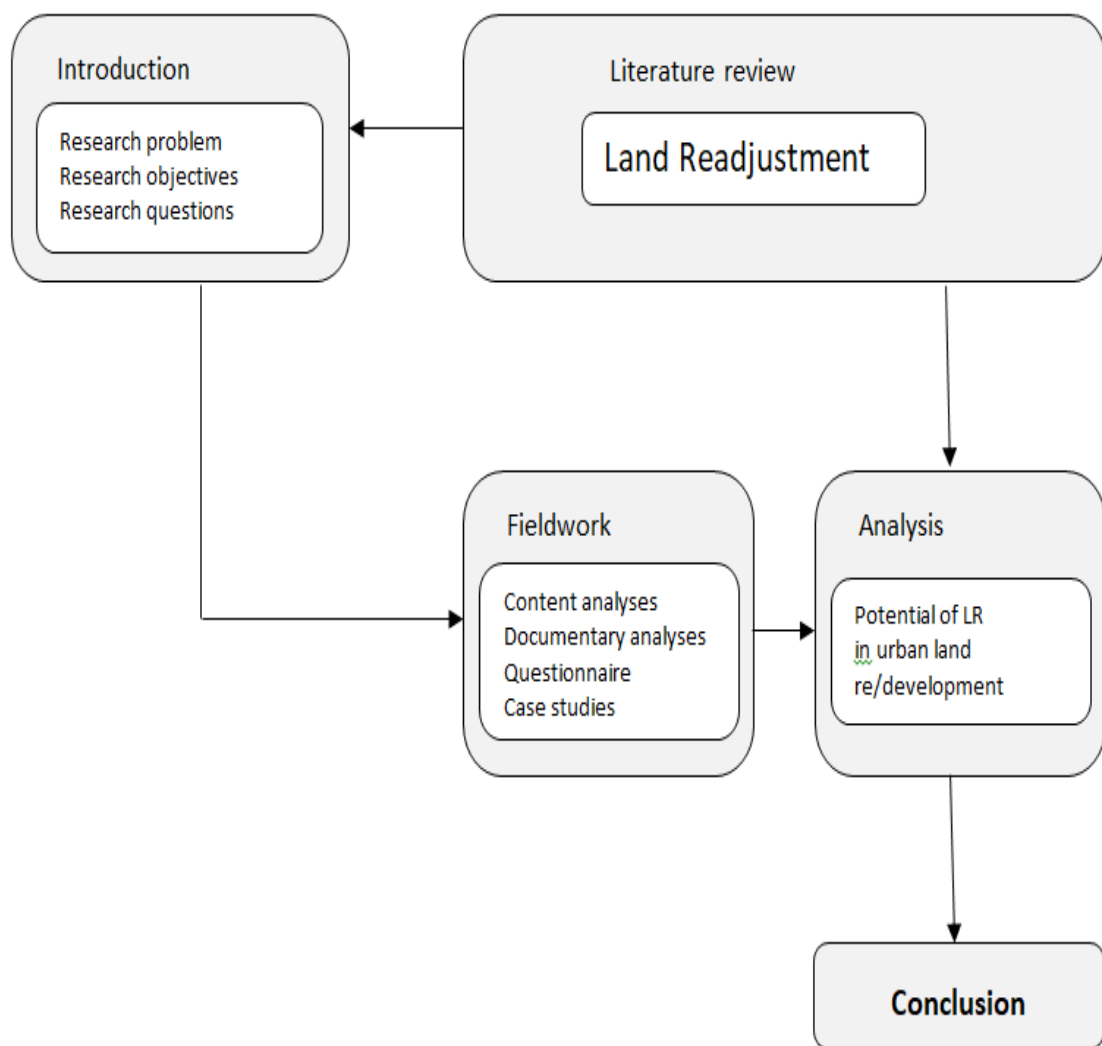 Introduction
Research problem
Research objectives
Research questions
Literature review
Land Readjustment
Fieldwork
Content analyses
Documentary analyses
Questionnaire
Case studies
Analysis
Potential of LR
in urban land
re/development
Conclusion